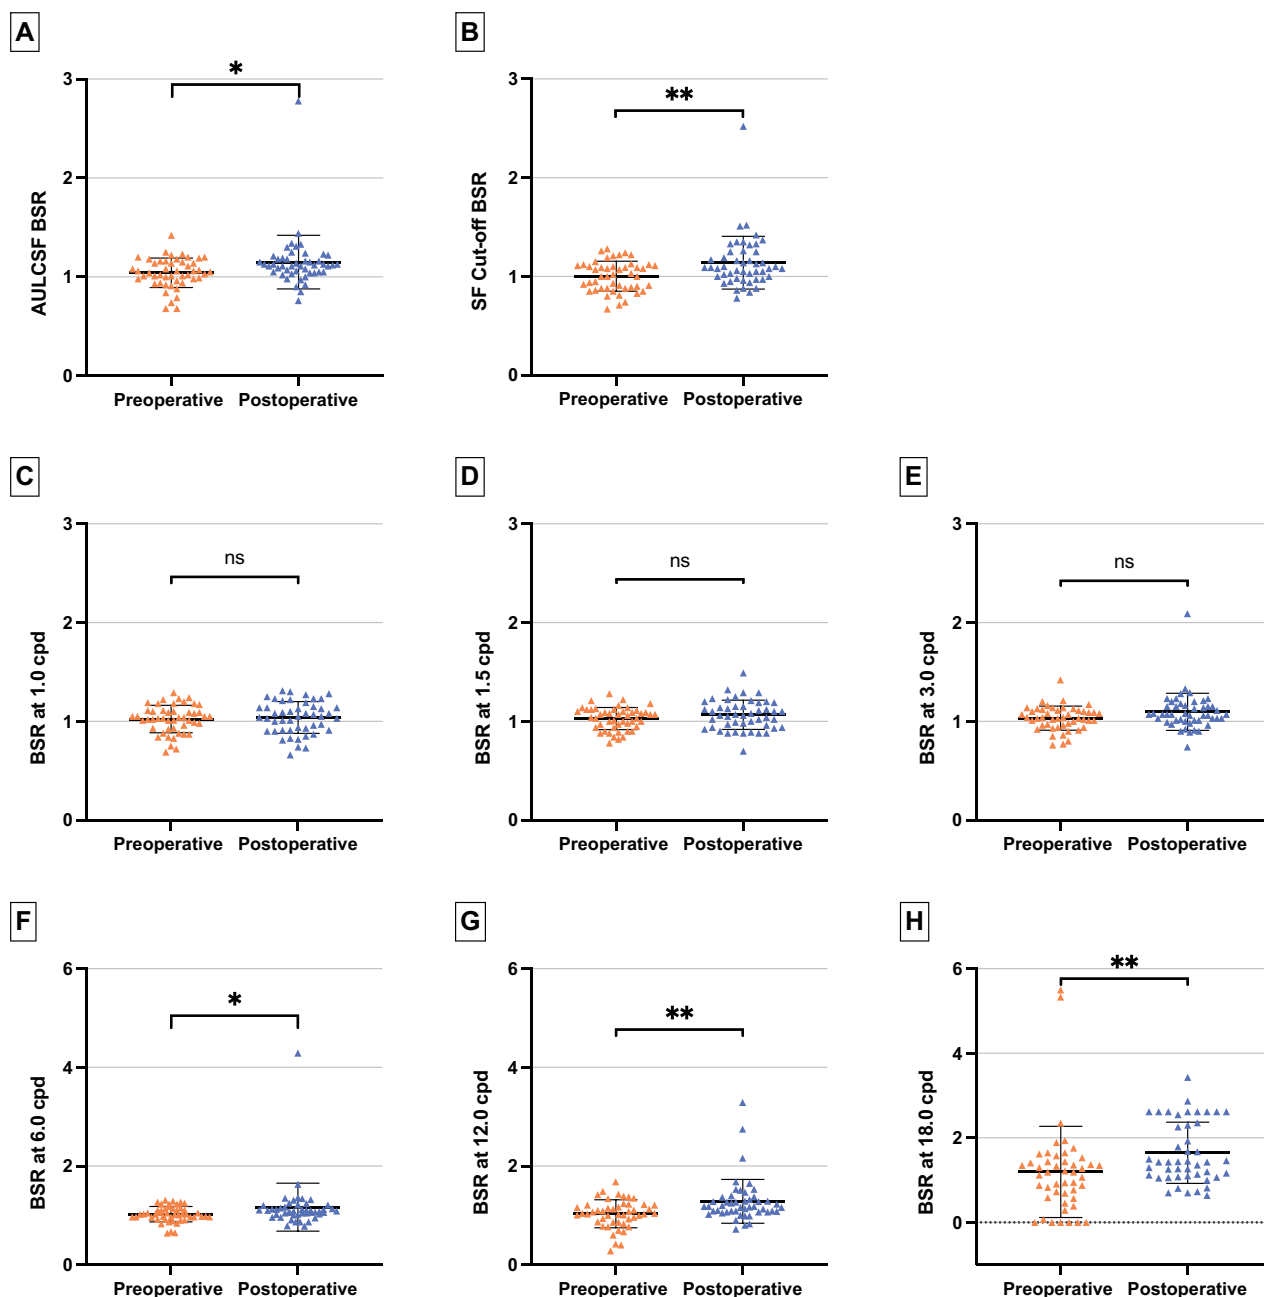 A
B
*
**
3
2
1
0
AULCSF BSR
Preoperative Postoperative
3
2
1
0
SF Cut-off BSR
Preoperative Postoperative
C
D
E
ns
ns
ns
3
2
1
0
BSR at 1.0 cpd
Preoperative Postoperative
3
2
1
0
BSR at 1.5 cpd
Preoperative Postoperative
3
2
1
0
BSR at 3.0 cpd
Preoperative Postoperative
F
G
H
*
**
**
6
4
2
0
BSR at 6.0 cpd
Preoperative Postoperative
6
4
2
0
BSR at 12.0 cpd
Preoperative Postoperative
6
4
2
0
BSR at 18.0 cpd
Preoperative Postoperative